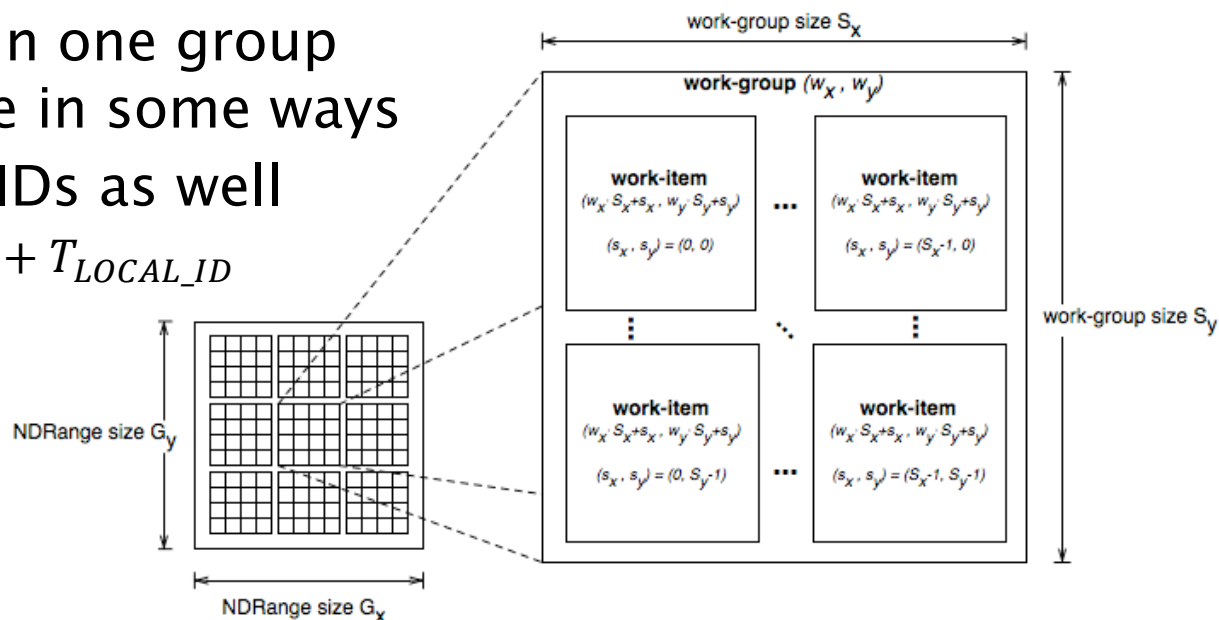 n one group
e in some ways
IDs as well
+ T_{LOCAL\_ID}
work-group size S_x
work-group (w_x , w_y)
work-item
(w_x· S_x+s_x , w_y· S_y+s_y)
(s_x , s_y) = (0, 0)
...
work-item
(w_x· S_x+s_x , w_y· S_y+s_y)
(s_x , s_y) = (S_x-1, 0)
work-group size S_y
work-item
(w_x· S_x+s_x , w_y· S_y+s_y)
(s_x , s_y) = (0, S_y-1)
...
work-item
(w_x· S_x+s_x , w_y· S_y+s_y)
(s_x , s_y) = (S_x-1, S_y-1)
NDRange size G_y
NDRange size G_x